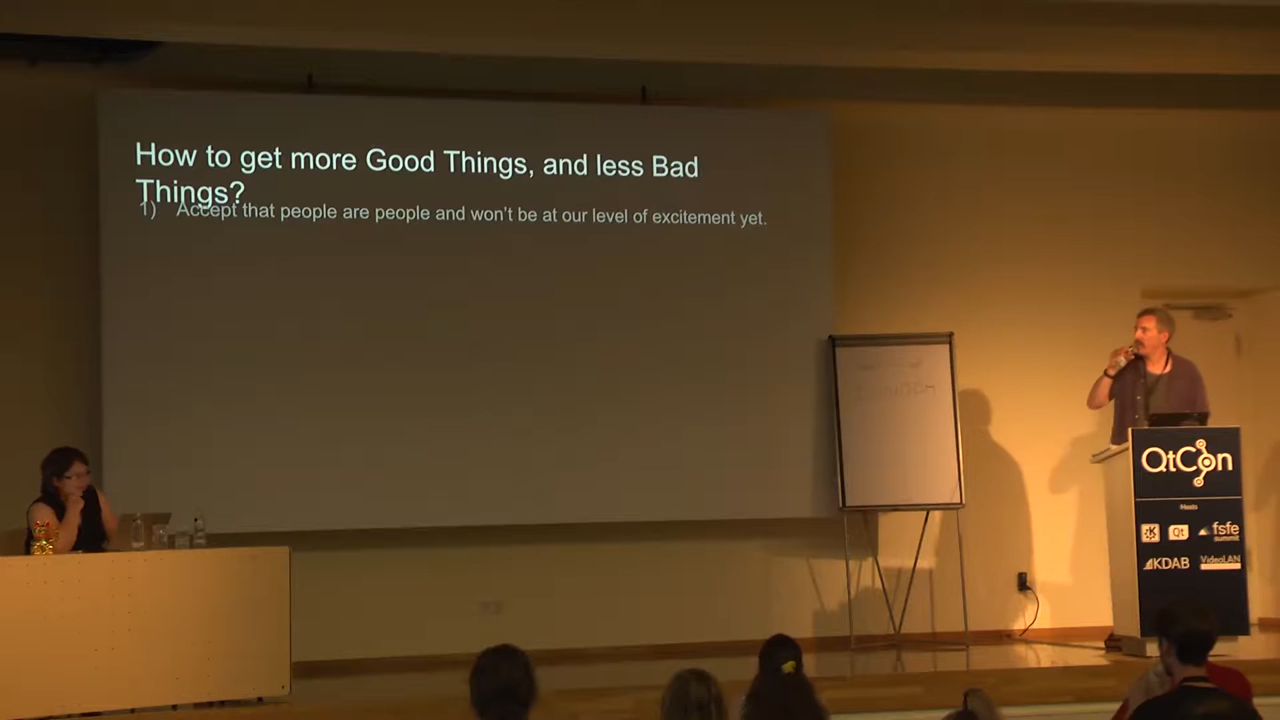 How to get more Good Things, and less Bad
Things?
1) Accept that people are people and won't be at our level of excitement yet.
QtCon
Hosts
K Qt fsfe
summit
KDAB VideoLAN